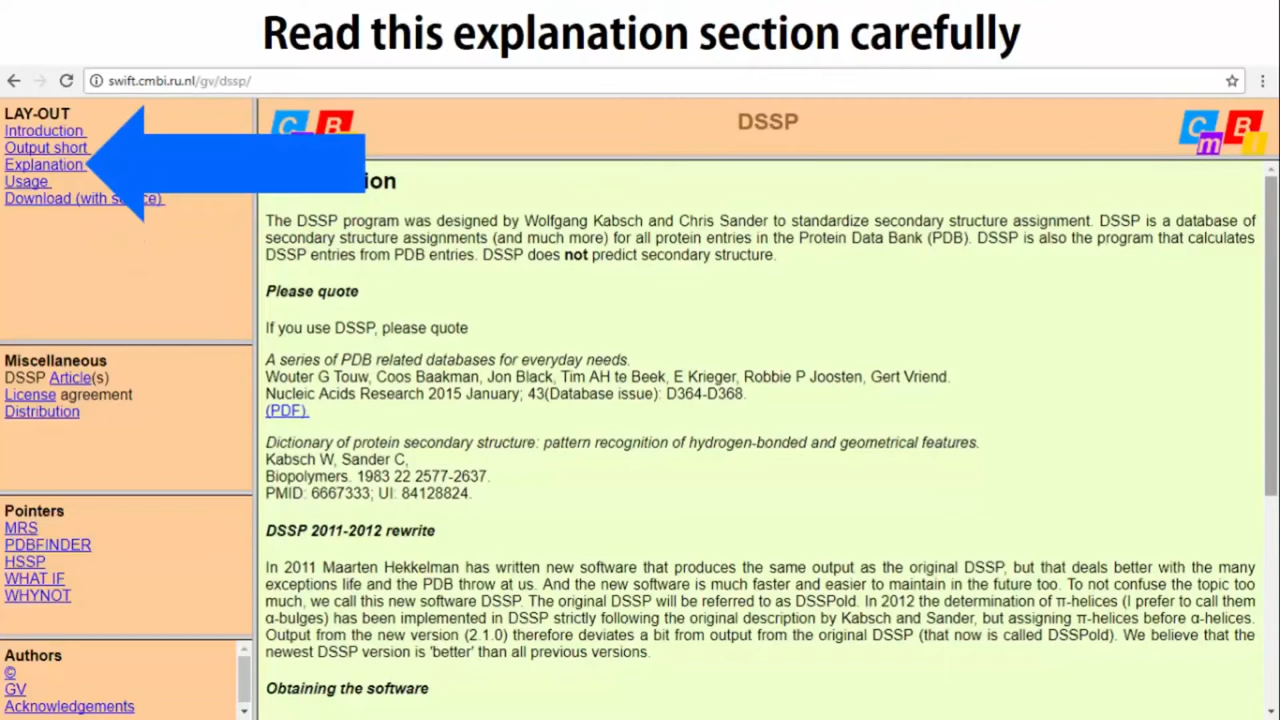 Read this explanation section carefully
swift.cmbi.ru.nl/gv/dssp/
LAY-OUT
Introduction
Output short
Explanation
Usage
Download (with
DSSP
The DSSP program was designed by Wolfgang Kabsch and Chris Sander to standardize secondary structure assignment. DSSP is a database of
secondary structure assignments (and much more) for all protein entries in the Protein Data Bank (PDB). DSSP is also the program that calculates
DSSP entries from PDB entries. DSSP does not predict secondary structure.
Please quote
If you use DSSP, please quote
A series of PDB related databases for everyday needs.
Wouter G Touw, Coos Baakman, Jon Black, Tim AH te Beek, E Krieger, Robbie P Joosten, Gert Vriend.
Nucleic Acids Research 2015 January; 43(Database issue): D364-D368.
(PDF).
Dictionary of protein secondary structure: pattern recognition of hydrogen-bonded and geometrical features.
Kabsch W, Sander C,
Biopolymers. 1983 22 2577-2637.
PMID: 6667333; UI: 84128824.
DSSP 2011-2012 rewrite
In 2011 Maarten Hekkelman has written new software that produces the same output as the original DSSP, but that deals better with the many
exceptions life and the PDB throw at us. And the new software is much faster and easier to maintain in the future too. To not confuse the topic too
much, we call this new software DSSP. The original DSSP will be referred to as DSSPold. In 2012 the determination of π-helices (I prefer to call them
α-bulges) has been implemented in DSSP strictly following the original description by Kabsch and Sander, but assigning π-helices before α-helices.
Output from the new version (2.1.0) therefore deviates a bit from output from the original DSSP (that now is called DSSPold). We believe that the
newest DSSP version is 'better' than all previous versions.
Obtaining the software
Miscellaneous
DSSP Article(s)
License agreement
Distribution
Pointers
MRS
PDBFINDER
HSSP
WHAT IF
WHYNOT
Authors
©
GV
Acknowledgements